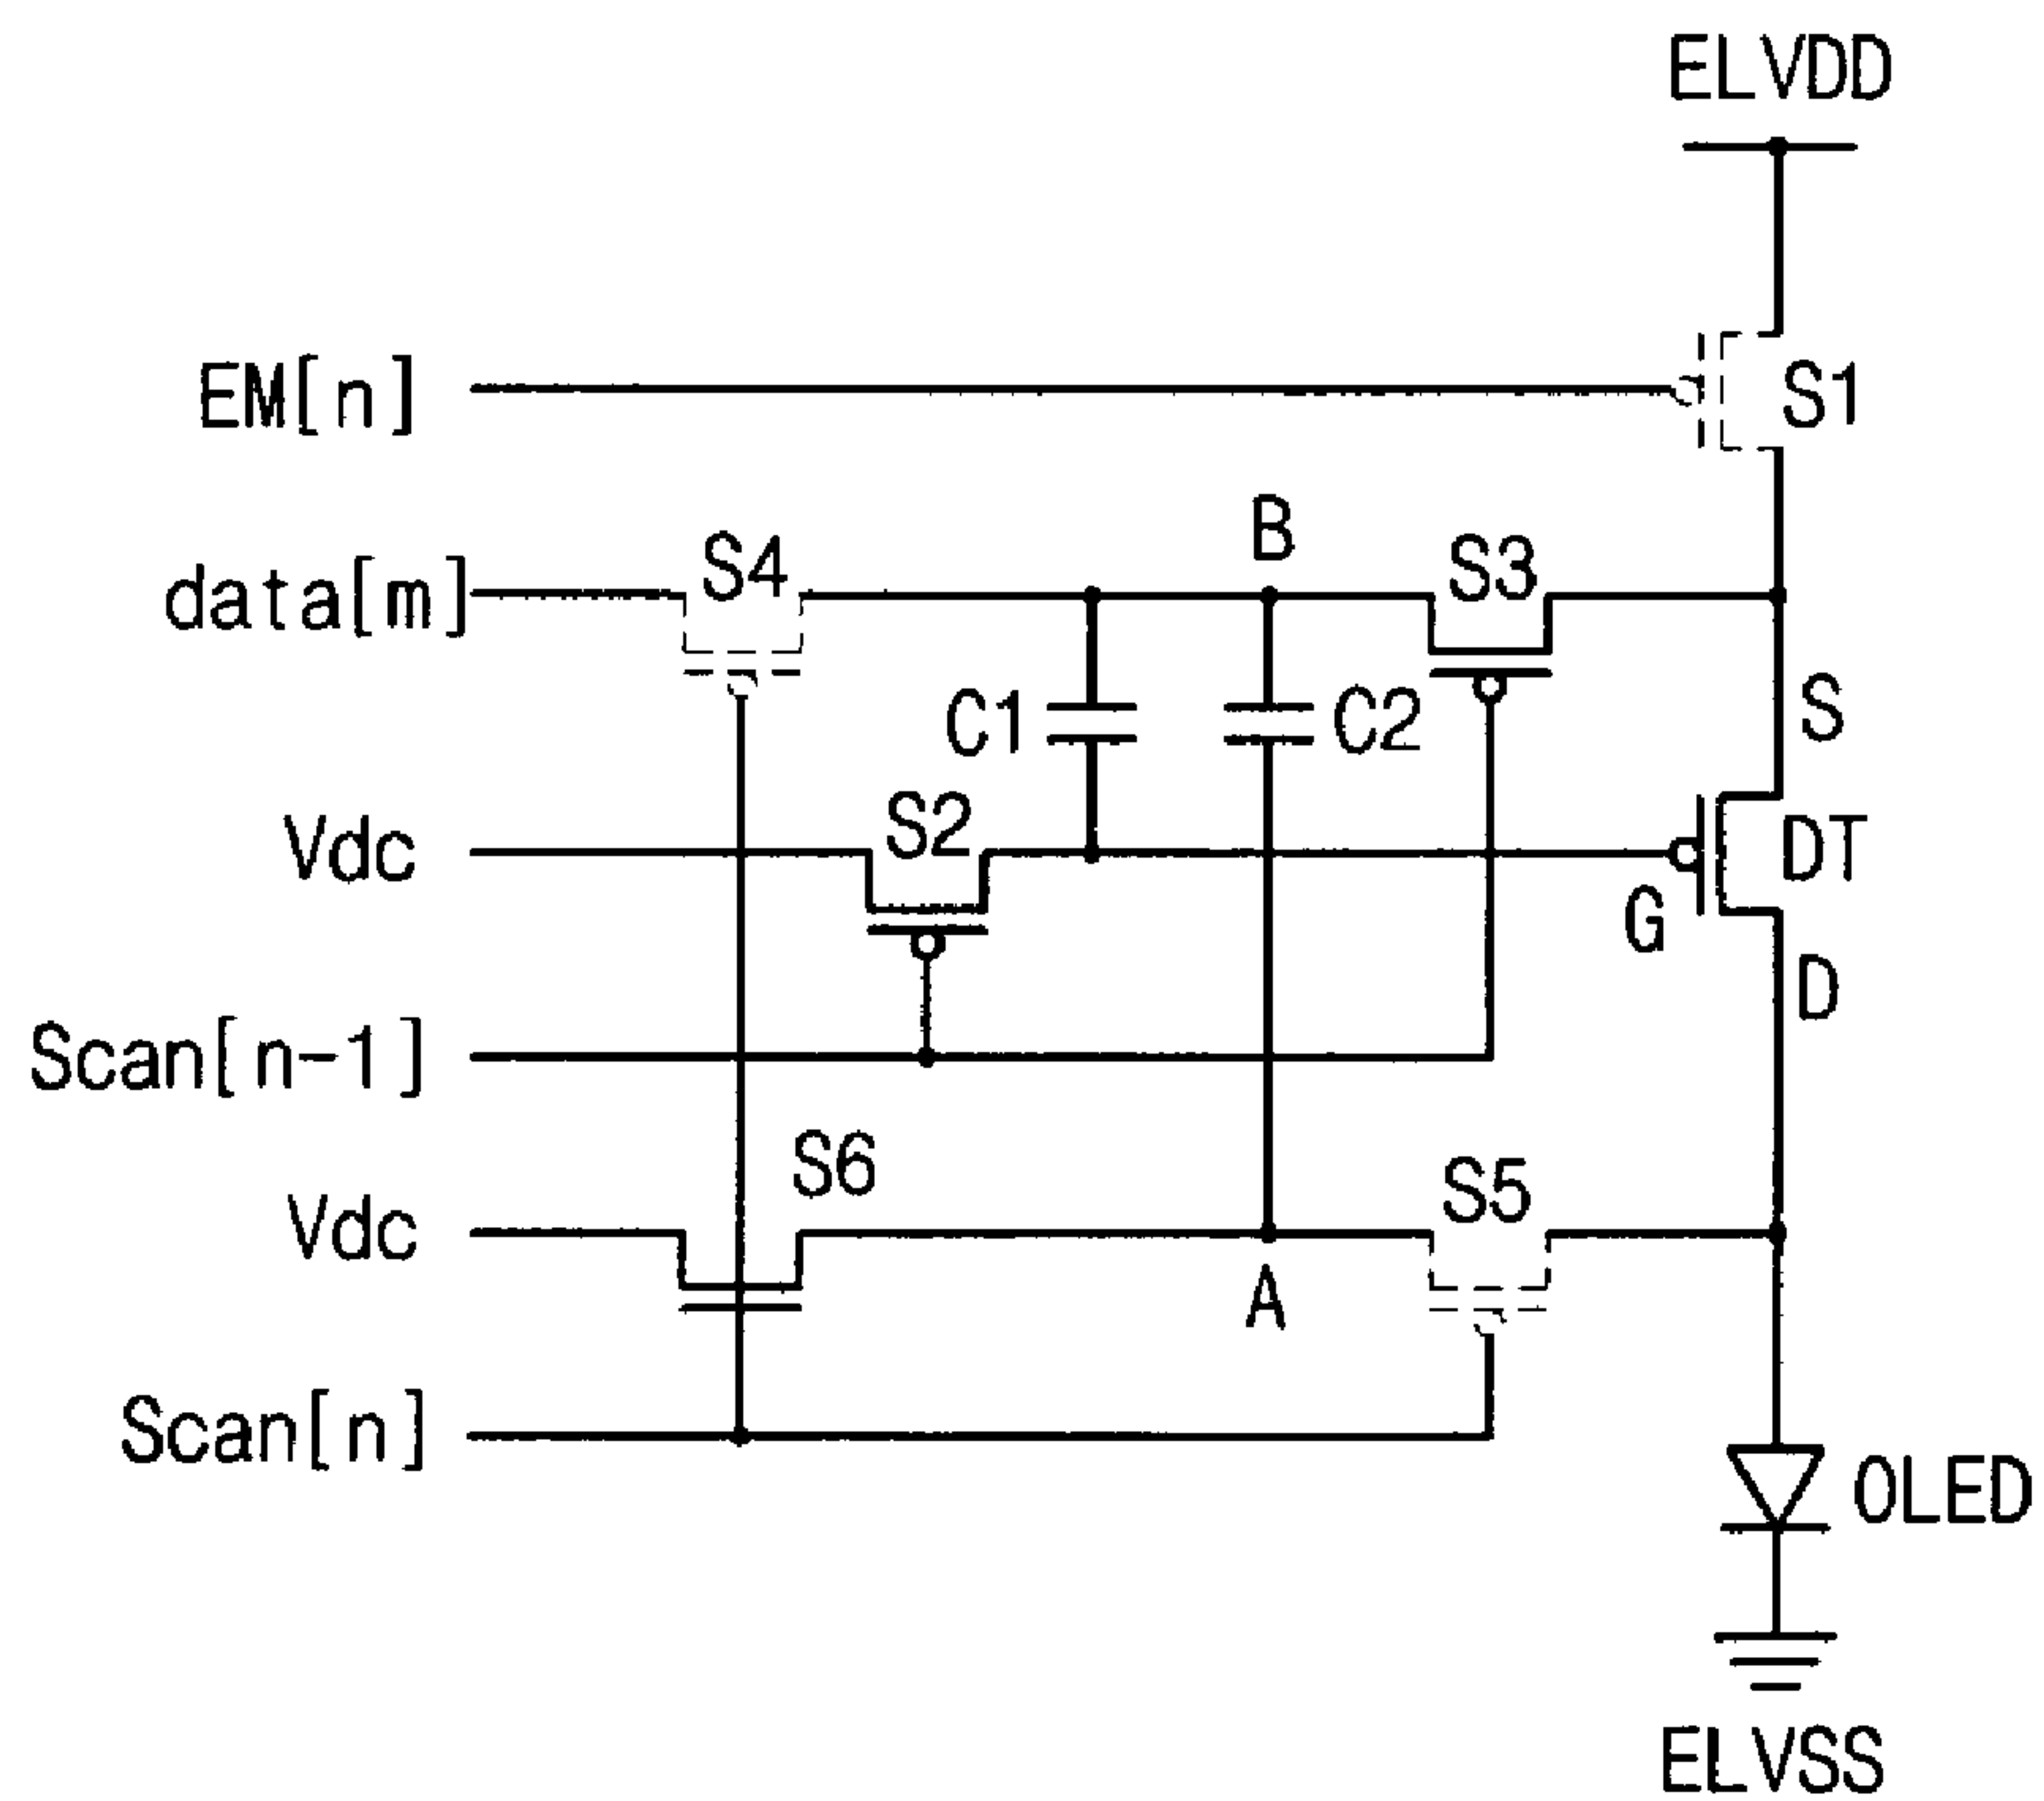 ELVDD
EM[n]
S1
data[m]
S4
B
S3
C1
C2
S
Vdc
S2
DT
G
D
Scan[n-1]
S6
S5
Vdc
A
Scan[n]
OLED
ELVSS